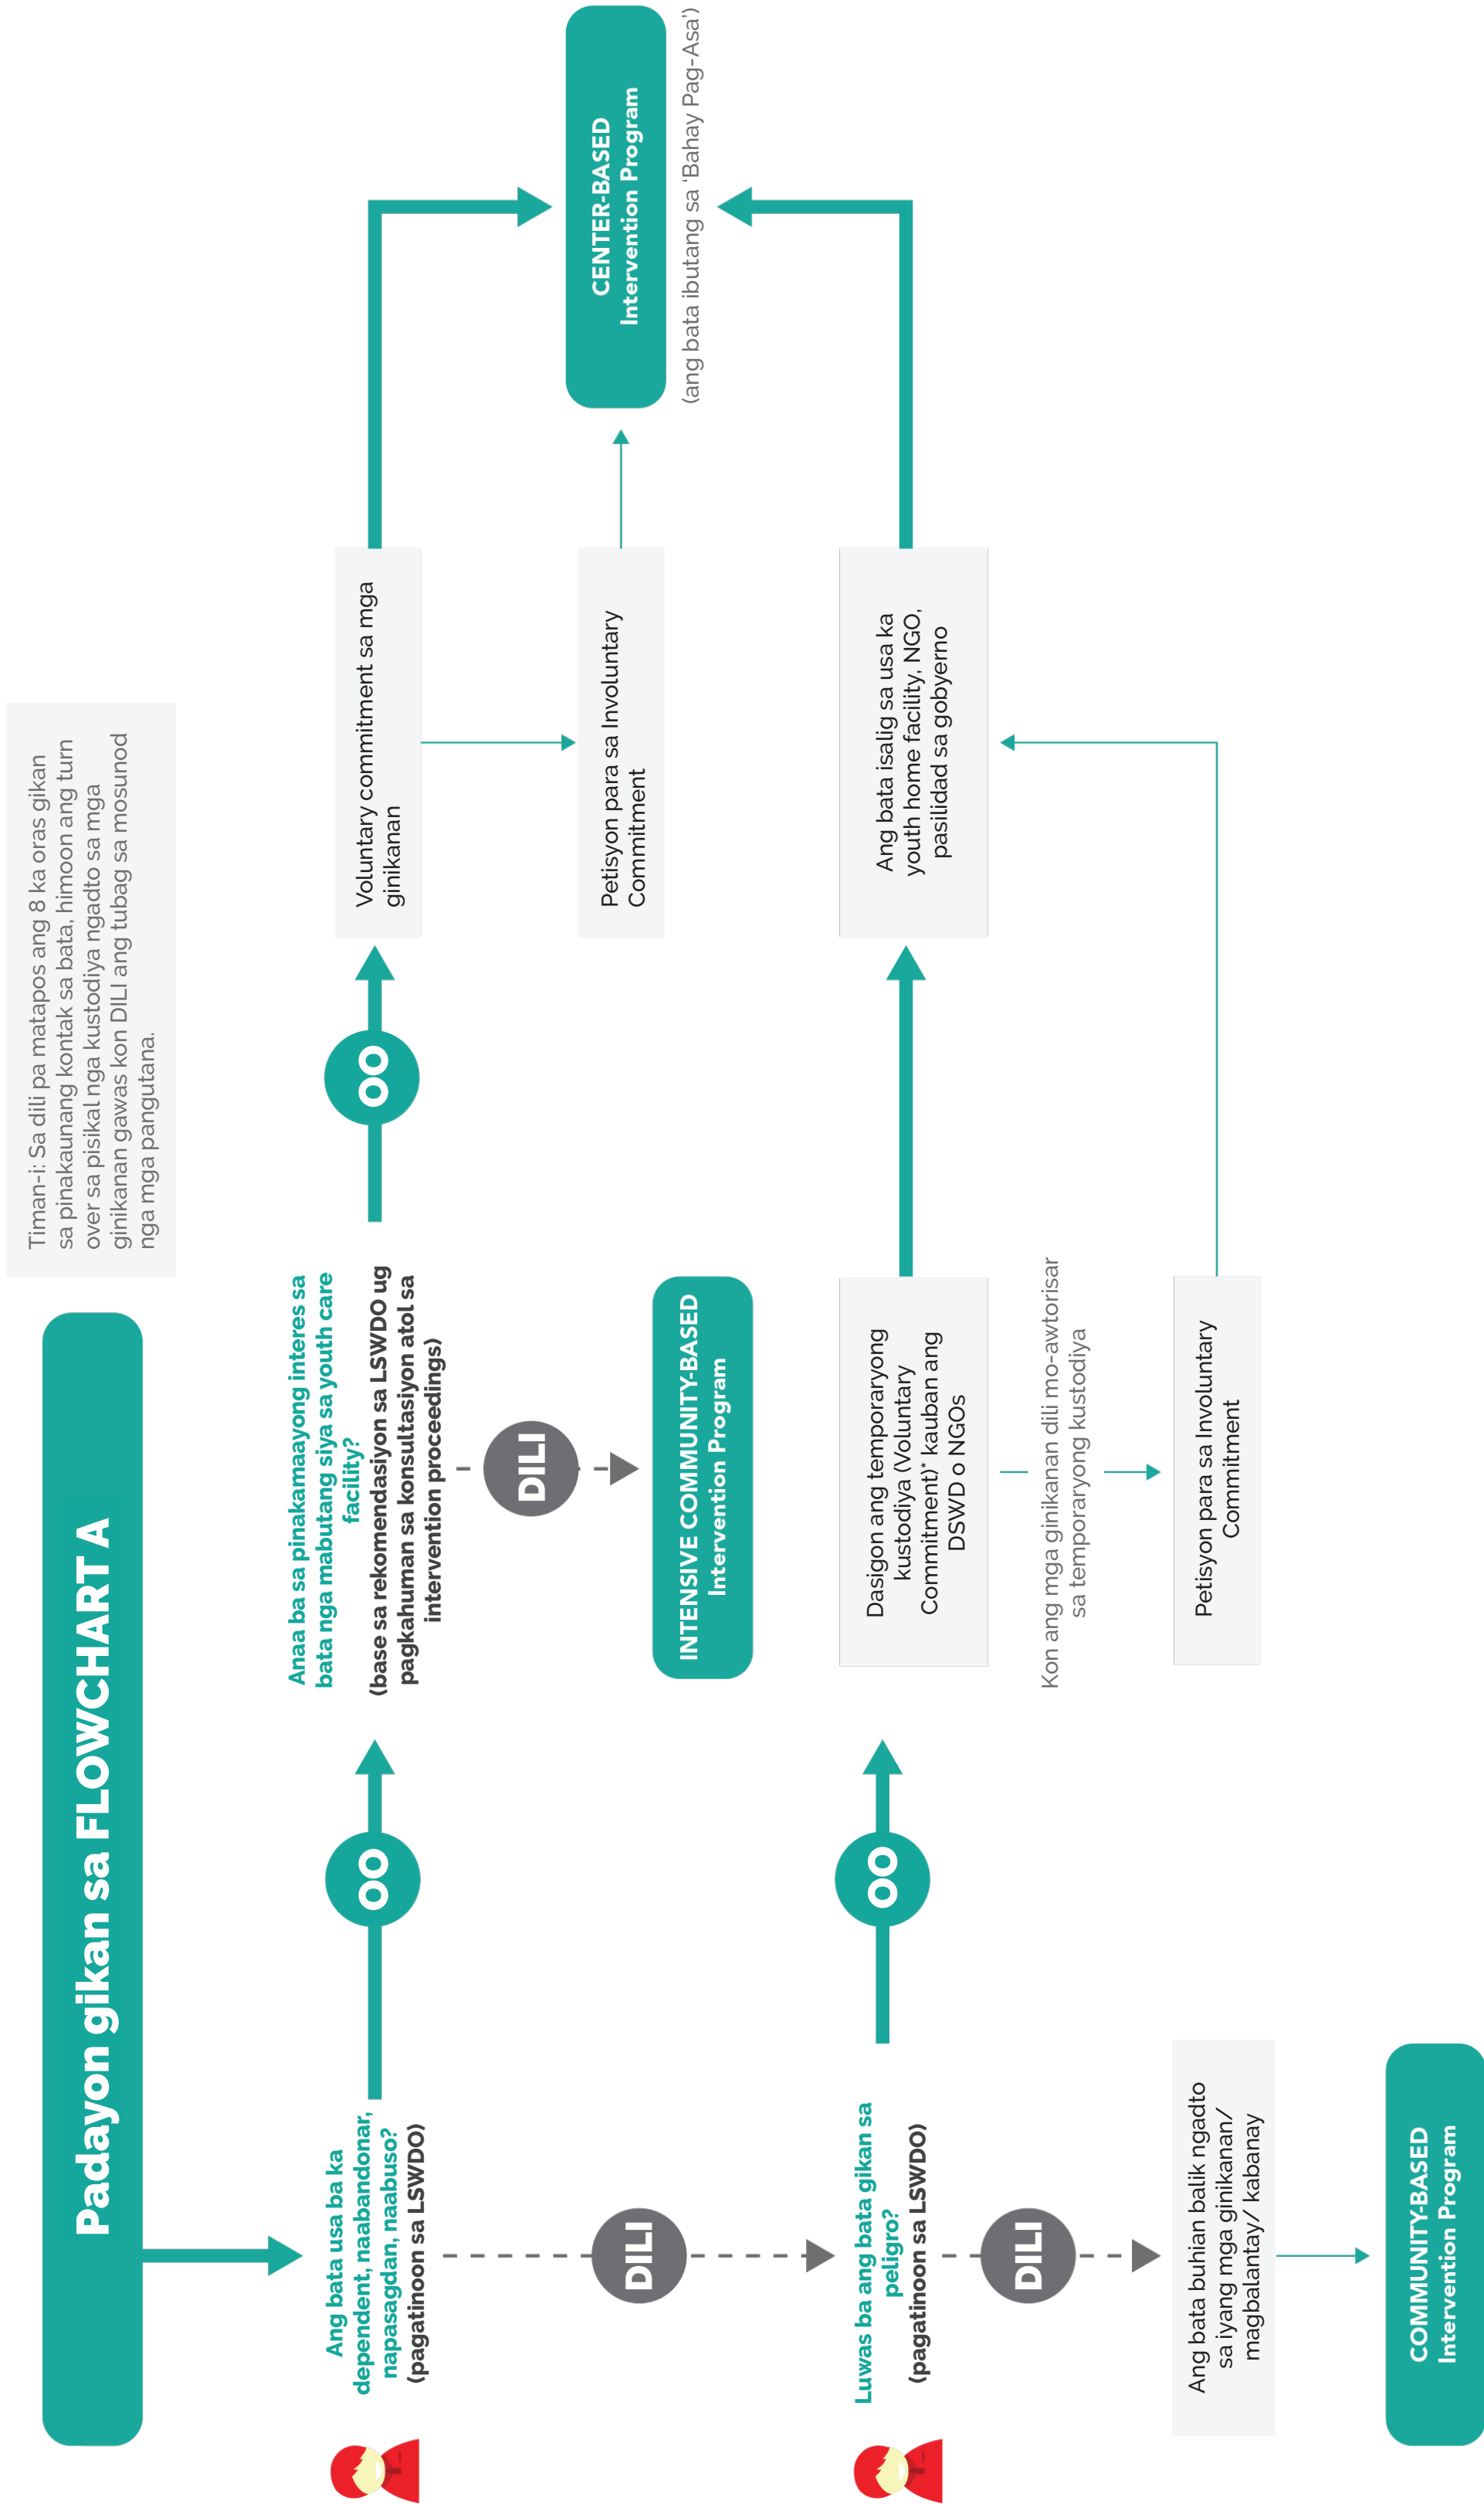 Padayon gikan sa FLOWCHART A
Timan-i: Sa dili pa matapos ang 8 ka oras gikan
sa pinakaunang kontak sa bata, himoon ang turn
over sa pisikal nga kustodiya ngadto sa mga
ginikanan gawas kon DILI ang tubag sa mosunod
nga mga pangutana.
Ang bata usa ba ka
dependent, naabandonar,
napasagdan, naabuso?
(pagatinoon sa LSWDO)
OO
Anaa ba sa pinakamaayong interes sa
bata nga mabutang siya sa youth care
facility?
(base sa rekomendasiyon sa LSWDO ug
pagkahuman sa konsultasiyon atol sa
intervention proceedings)
OO
Voluntary commitment sa mga
ginikanan
Petisyon para sa Involuntary
Commitment
CENTER-BASED
Intervention Program
(ang bata ibutang sa ‘Bahay Pag-Asa’)
DILI
INTENSIVE COMMUNITY-BASED
Intervention Program
DILI
Luwas ba ang bata gikan sa
peligro?
(pagatinoon sa LSWDO)
OO
Dasigon ang temporaryong
kustodiya (Voluntary
Commitment)* kauban ang
DSWD o NGOs
Ang bata isalig sa usa ka
youth home facility, NGO,
pasilidad sa gobyerno
Kon ang mga ginikanan dili mo-awtorisar
sa temporaryong kustodiya
Petisyon para sa Involuntary
Commitment
DILI
Ang bata buhian balik ngadto
sa iyang mga ginikanan/
magbalantay/ kabanay
COMMUNITY-BASED
Intervention Program